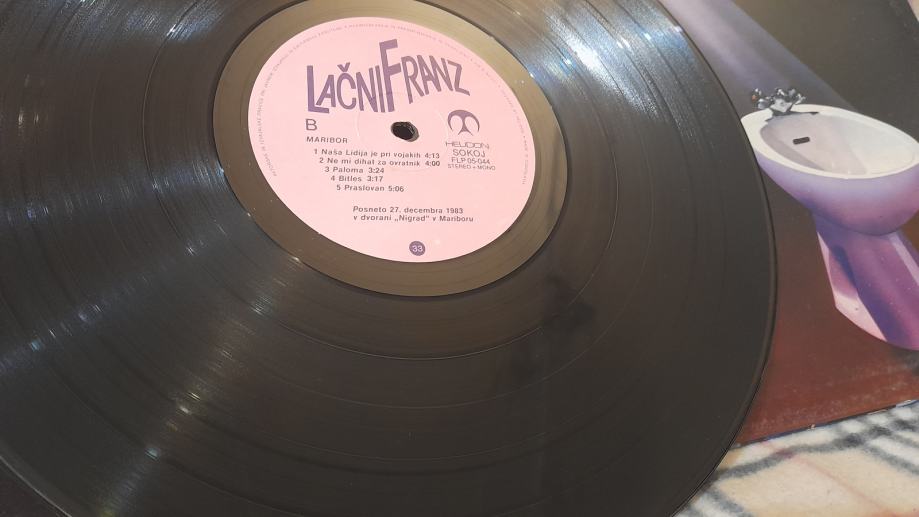 LAČNI FRANZ
B
MARIBOR
1 Naša Lidija je pri vojakih 4:13
2 Ne mi dihat za ovratnik 4:00
3 Paloma 3:24
4 Bitles 3:17
5 Praslovan 5:06
HELIDON
SOKOJ
FLP 05-044
STEREO + MONO
Posneto 27. decembra 1983
v dvorani „Nigrad" v Mariboru
33